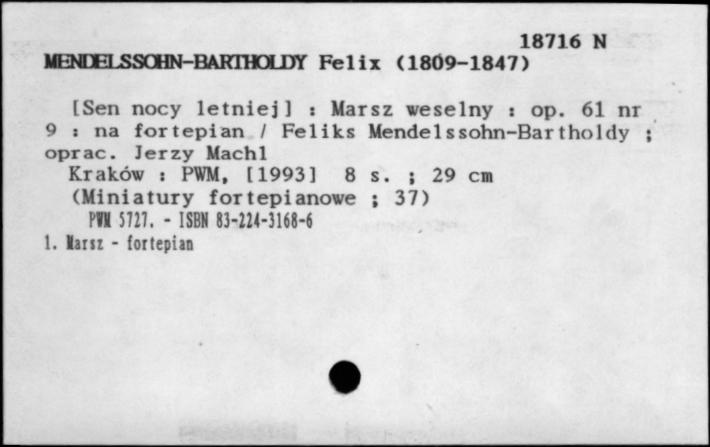 18716 N
MENDELSSOHN-BARTHOLDY Felix (1809-1847)
[Sen nocy letniej] : Marsz weselny : op. 61 nr
9 : na fortepian / Feliks Mendelssohn-Bartholdy ;
oprac. Jerzy Machl
Kraków : PWM, [1993] 8 s. ; 29 cm
(Miniatury fortepianowe ; 37)
PWM 5727. - ISBN 83-224-3168-6
1. Marsz - fortepian